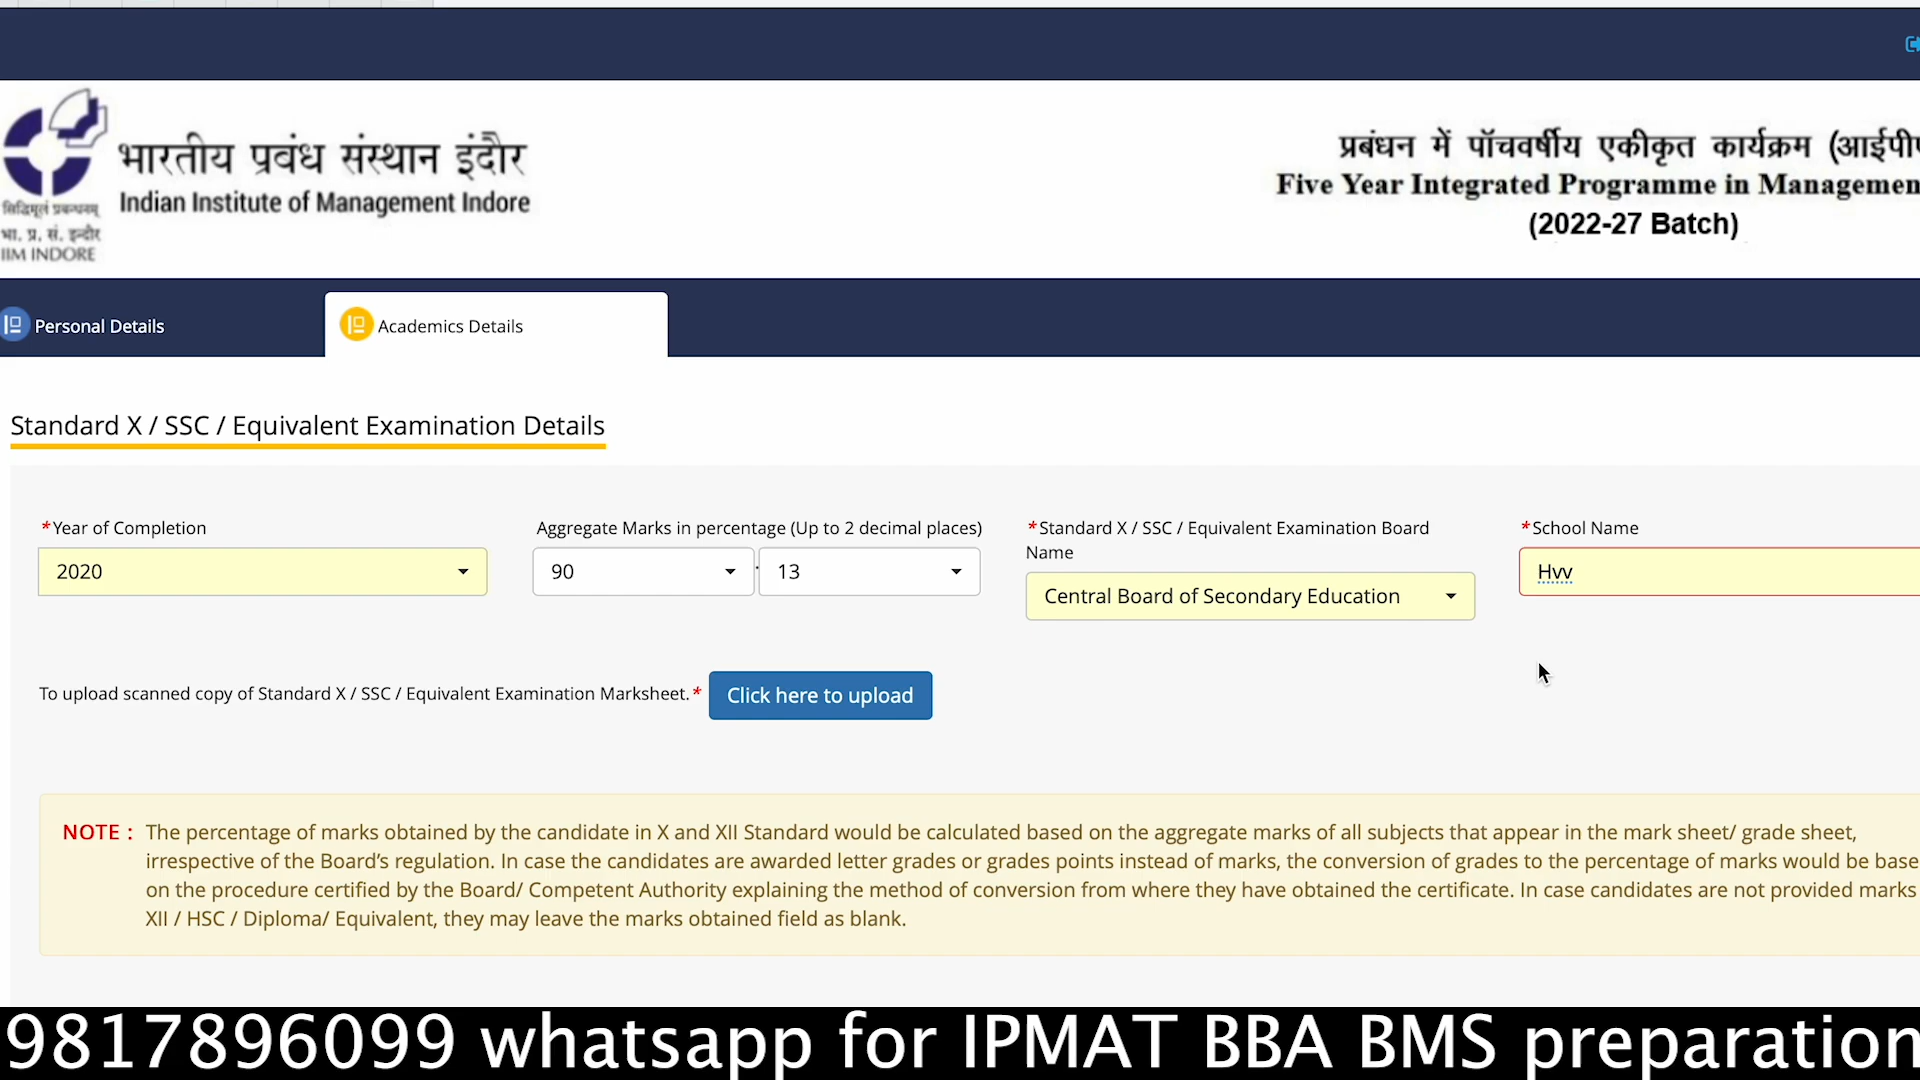 भारतीय प्रबंध संस्थान इंदौर
Indian Institute of Management Indore
सिद्धिमूलं प्रबन्धनम्
भा. प्र. सं. इन्दौर
IIM INDORE
प्रबंधन में पॉचवर्षीय एकीकृत कार्यक्रम (आईपी
Five Year Integrated Programme in Managemen
(2022-27 Batch)
Personal Details
Academics Details
Standard X / SSC / Equivalent Examination Details
*Year of Completion
2020
Aggregate Marks in percentage (Up to 2 decimal places)
90 . 13
*Standard X / SSC / Equivalent Examination Board
Name
Central Board of Secondary Education
*School Name
Hvv
To upload scanned copy of Standard X / SSC / Equivalent Examination Marksheet.*
Click here to upload
NOTE : The percentage of marks obtained by the candidate in X and XII Standard would be calculated based on the aggregate marks of all subjects that appear in the mark sheet/ grade sheet,
irrespective of the Board's regulation. In case the candidates are awarded letter grades or grades points instead of marks, the conversion of grades to the percentage of marks would be base
on the procedure certified by the Board/ Competent Authority explaining the method of conversion from where they have obtained the certificate. In case candidates are not provided marks
XII / HSC / Diploma/ Equivalent, they may leave the marks obtained field as blank.
9817896099 whatsapp for IPMAT BBA BMS preparation